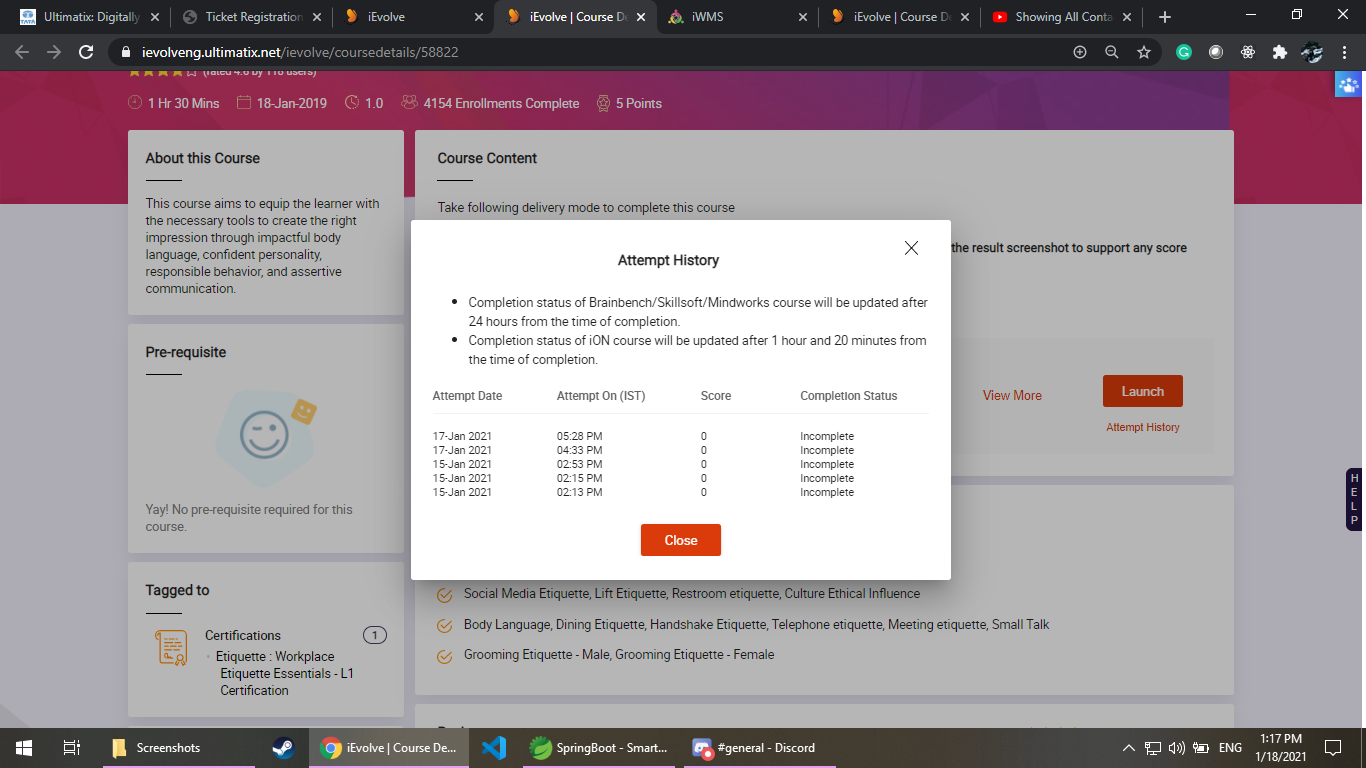 Ultimatix: Digitally
Ticket Registration
iEvolve
iEvolve | Course De
iWMS
iEvolve | Course De
Showing All Conta
ievolveng.ultimatix.net/ievolve/coursedetails/58822
(rated 4.6 by 118 users)
1 Hr 30 Mins
18-Jan-2019
1.0
4154 Enrollments Complete
5 Points
About this Course
This course aims to equip the learner with
the necessary tools to create the right
impression through impactful body
language, confident personality,
responsible behavior, and assertive
communication.
Pre-requisite
Yay! No pre-requisite required for this
course.
Tagged to
Certifications
1
Etiquette : Workplace
Etiquette Essentials - L1
Certification
Course Content
Take following delivery mode to complete this course
the result screenshot to support any score
View More
Launch
Attempt History
Attempt History
• Completion status of Brainbench/Skillsoft/Mindworks course will be updated after
24 hours from the time of completion.
• Completion status of iON course will be updated after 1 hour and 20 minutes from
the time of completion.
Attempt Date Attempt On (IST) Score Completion Status
17-Jan 2021 05:28 PM 0 Incomplete
17-Jan 2021 04:33 PM 0 Incomplete
15-Jan 2021 02:53 PM 0 Incomplete
15-Jan 2021 02:15 PM 0 Incomplete
15-Jan 2021 02:13 PM 0 Incomplete
Close
Social Media Etiquette, Lift Etiquette, Restroom etiquette, Culture Ethical Influence
Body Language, Dining Etiquette, Handshake Etiquette, Telephone etiquette, Meeting etiquette, Small Talk
Grooming Etiquette - Male, Grooming Etiquette - Female
HELP
Screenshots
iEvolve | Course De...
SpringBoot - Smart...
#general - Discord
ENG
1:17 PM
1/18/2021